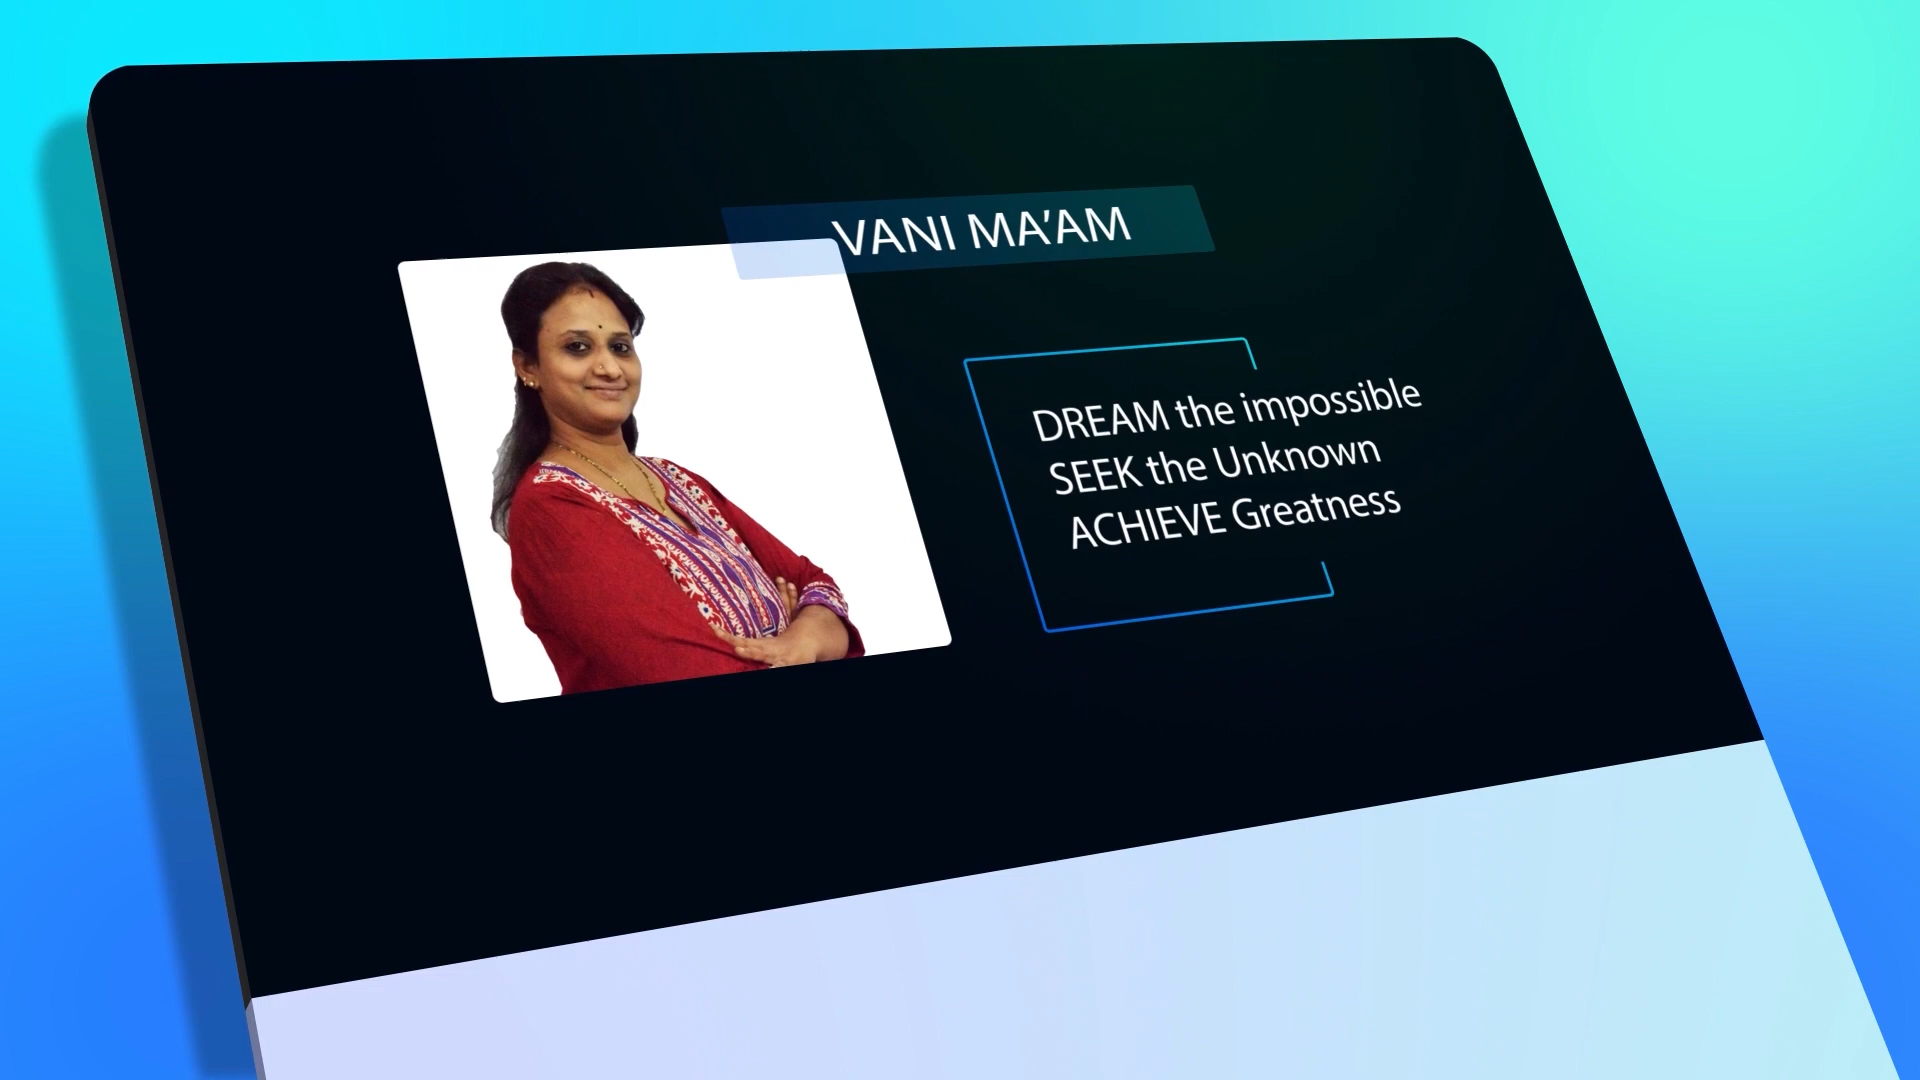 VANI MA’AM
DREAM the impossible
SEEK the Unknown
ACHIEVE Greatness